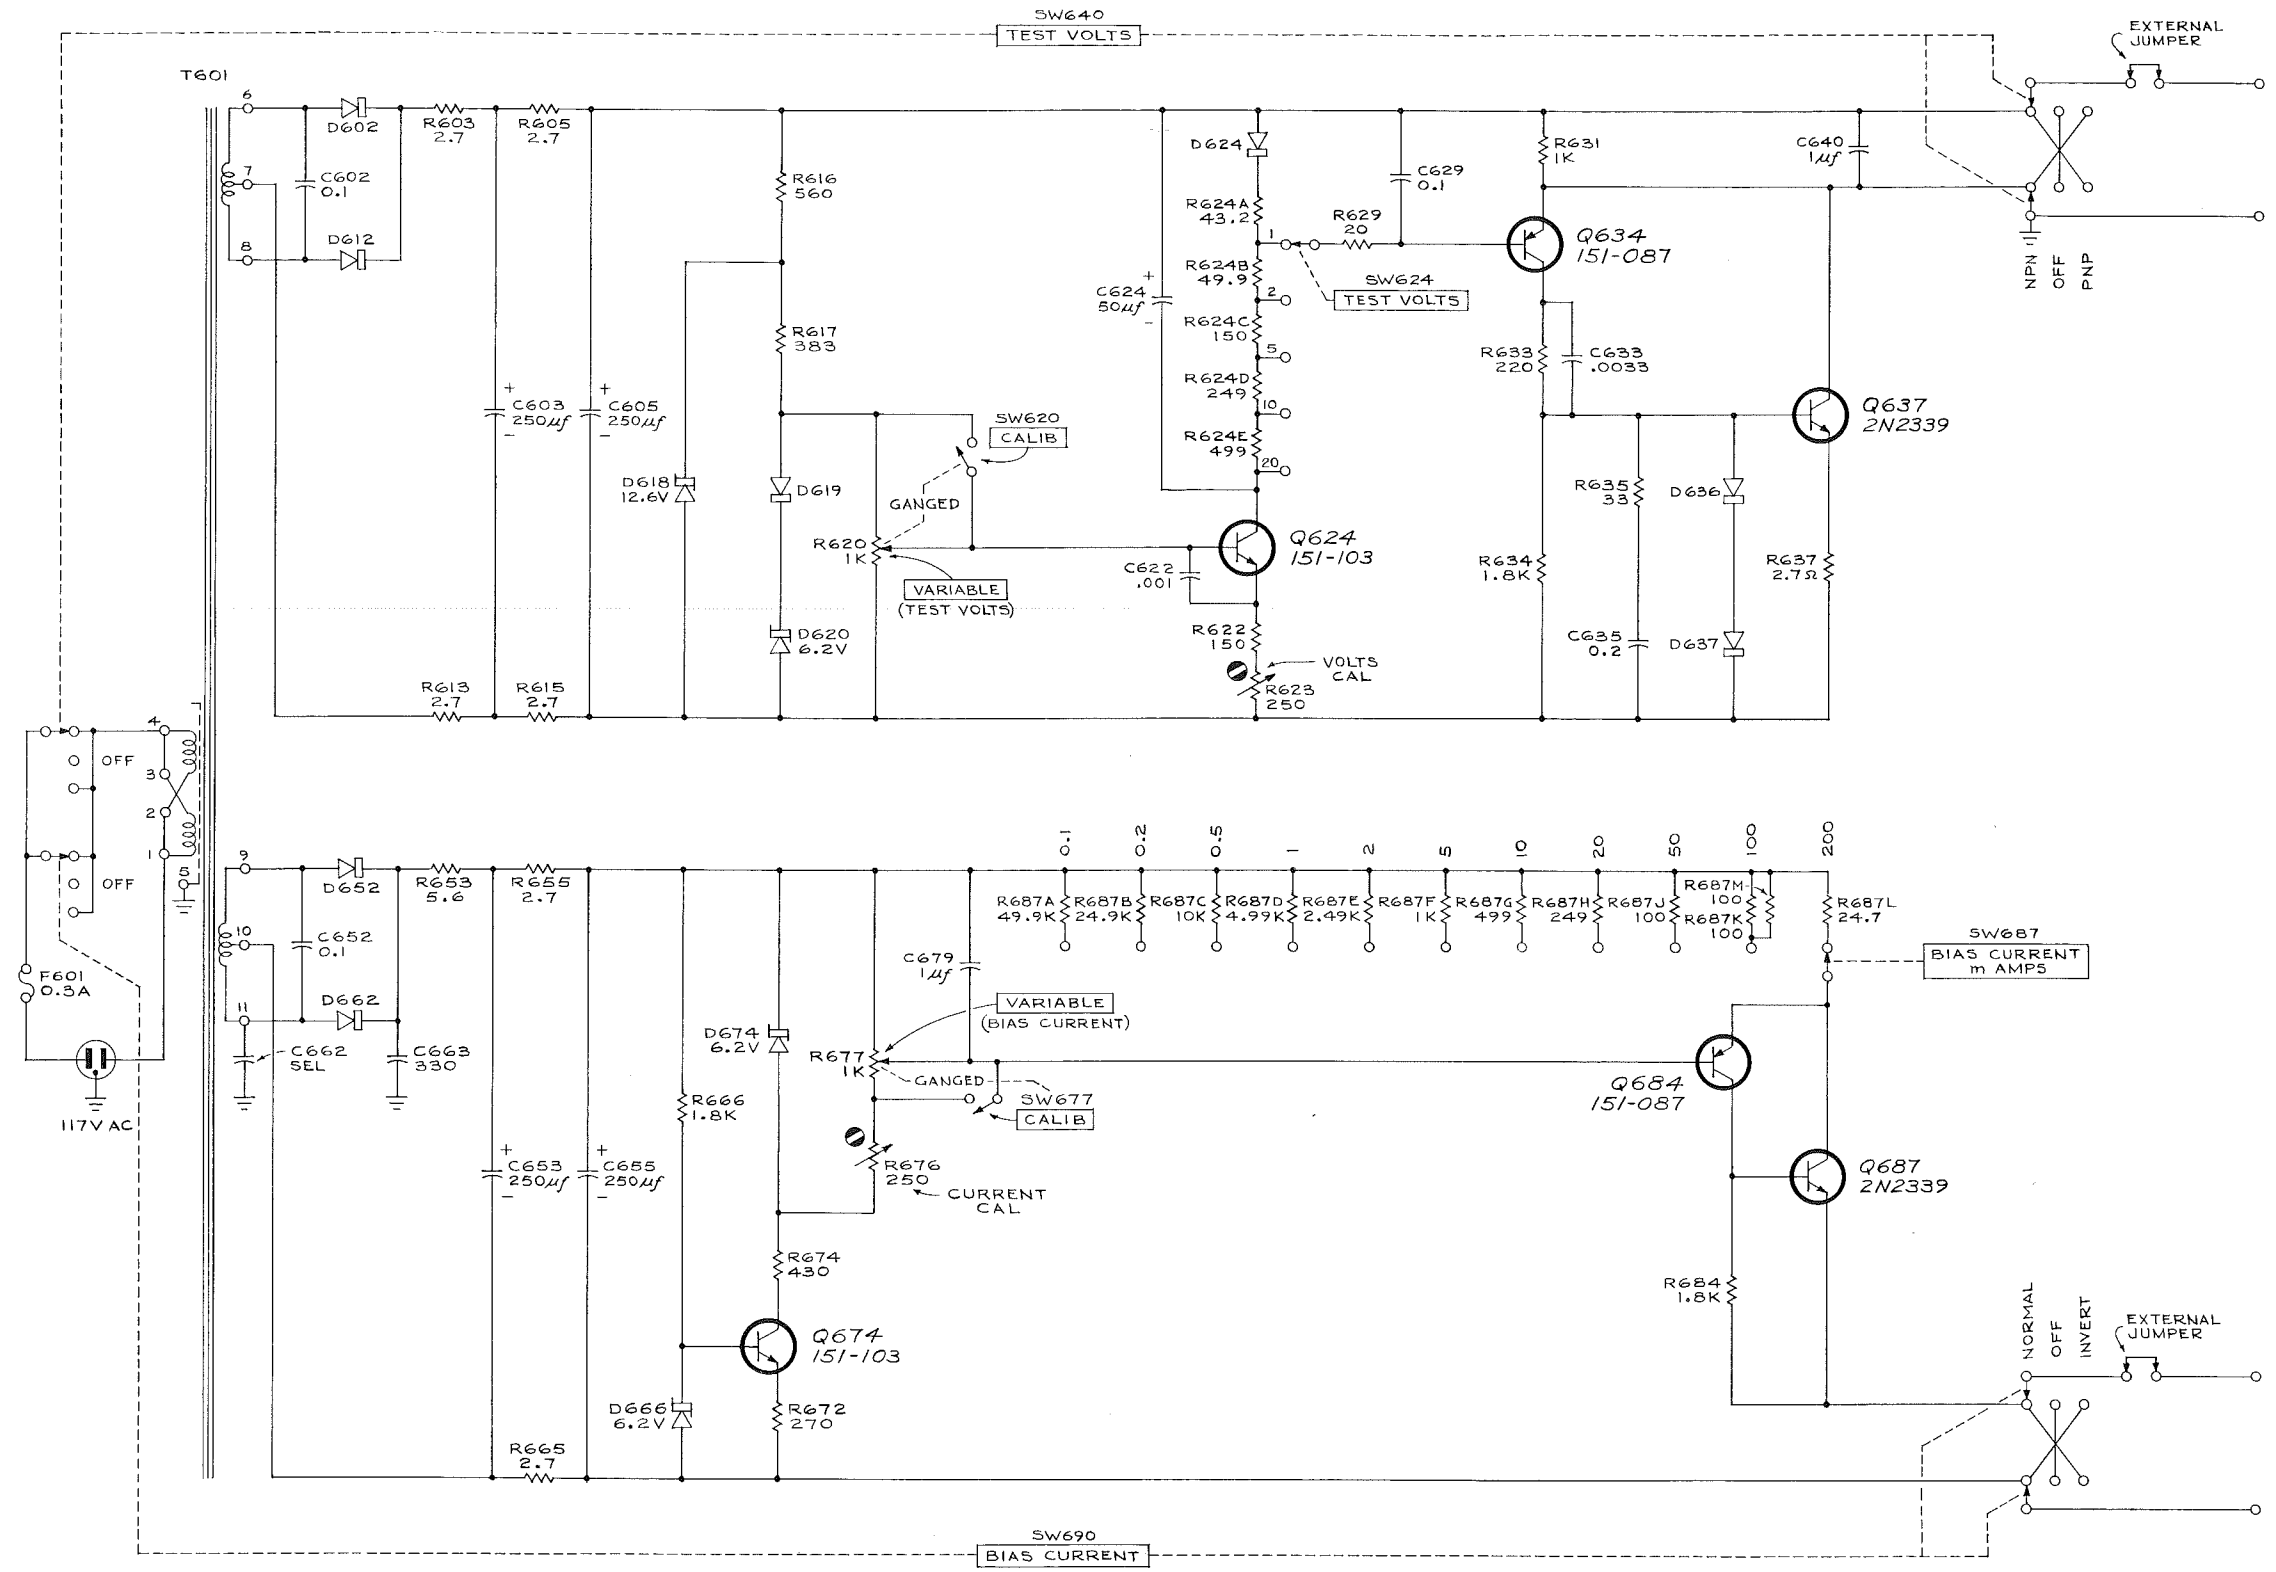 SW640
TEST VOLTS
EXTERNAL
JUMPER
T601
6
D602
R603
2.7
R605
2.7
7
C602
0.1
8
D612
R616
560
D624
R624A
43.2
C629
0.1
R631
1K
C640
1µf
1
R629
20
Q634
151-087
R624B
49.9
SW624
TEST VOLTS
NPN
OFF
PNP
C624
50µf
+
−
2
R624C
150
R617
383
5
R633
220
C633
.0033
R624D
249
+
C603
250µf
−
+
C605
250µf
−
10
SW620
CALIB
R624E
499
Q637
2N2339
20
D618
12.6V
D619
GANGED
R635
33
D636
R620
1K
Q624
151-103
C622
.001
R634
1.8K
R637
2.7Ω
VARIABLE
(TEST VOLTS)
D620
6.2V
R622
150
C635
0.2
D637
VOLTS
CAL
R623
250
R613
2.7
R615
2.7
4
OFF
3
2
1
5
OFF
F601
0.3A
117V AC
9
D652
R653
5.6
R655
2.7
10
C652
0.1
11
D662
C662
SEL
C663
330
0.1
0.2
0.5
1
2
5
10
20
50
100
200
R687A
49.9K
R687B
24.9K
R687C
10K
R687D
4.99K
R687E
2.49K
R687F
1K
R687G
499
R687H
249
R687J
100
R687M
100
R687K
100
R687L
24.7
SW687
BIAS CURRENT
m AMPS
C679
1µf
VARIABLE
(BIAS CURRENT)
D674
6.2V
R677
1K
GANGED
SW677
CALIB
R666
1.8K
Q684
151-087
+
C653
250µf
−
+
C655
250µf
−
R676
250
CURRENT
CAL
Q687
2N2339
R674
430
R684
1.8K
Q674
151-103
NORMAL
OFF
INVERT
EXTERNAL
JUMPER
D666
6.2V
R672
270
R665
2.7
SW690
BIAS CURRENT